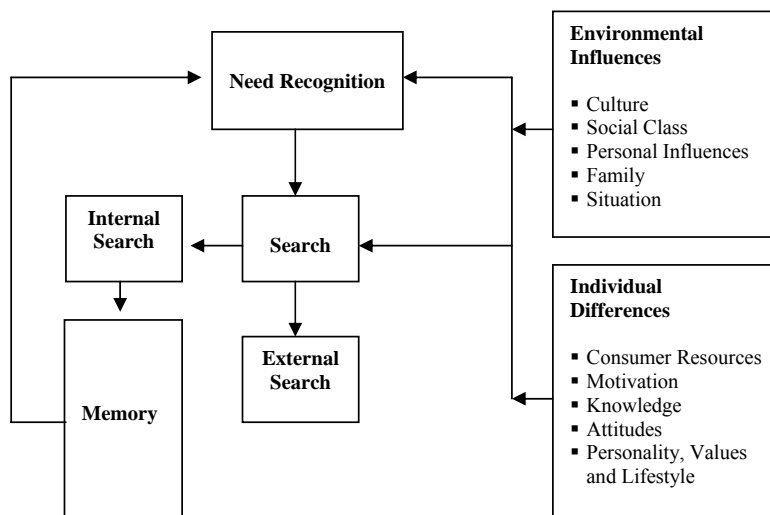 Need Recognition
Internal
Search
Search
External
Search
Memory
Environmental
Influences
▪ Culture
▪ Social Class
▪ Personal Influences
▪ Family
▪ Situation
Individual
Differences
▪ Consumer Resources
▪ Motivation
▪ Knowledge
▪ Attitudes
▪ Personality, Values
and Lifestyle